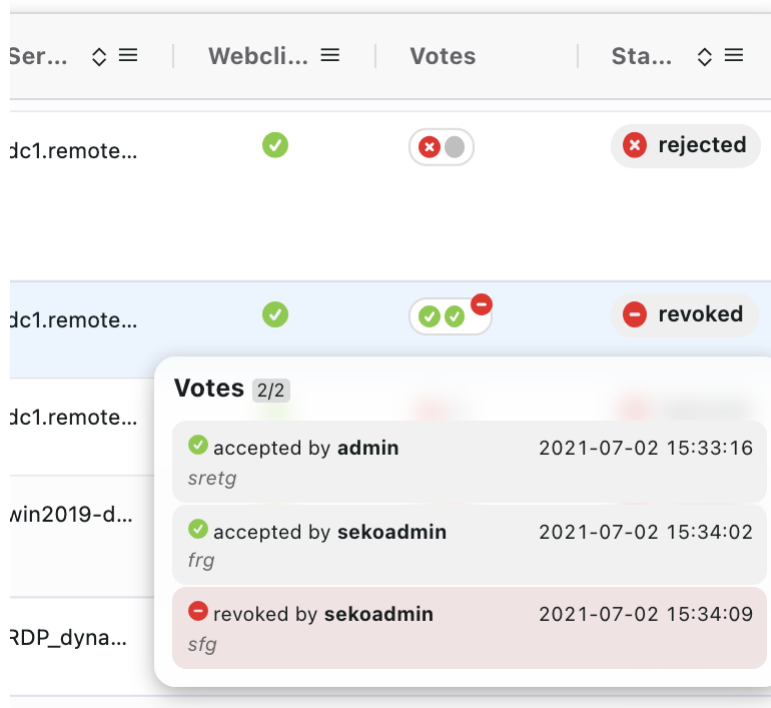 Ser... Webcli... Votes Sta...
dc1.remote... rejected
dc1.remote... revoked
Votes 2/2
dc1.remote...
accepted by admin 2021-07-02 15:33:16
sretg
win2019-d...
accepted by sekoadmin 2021-07-02 15:34:02
frg
revoked by sekoadmin 2021-07-02 15:34:09
RDP_dyna...
sfg